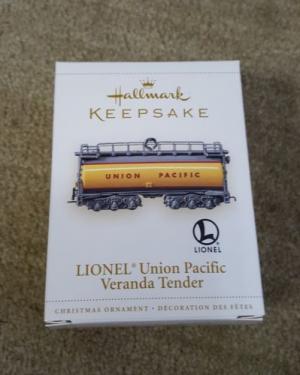 Hallmark
KEEPSAKE
UNION PACIFIC
L
LIONEL
LIONEL® Union Pacific
Veranda Tender
CHRISTMAS ORNAMENT • DÉCORATION DES FÊTES